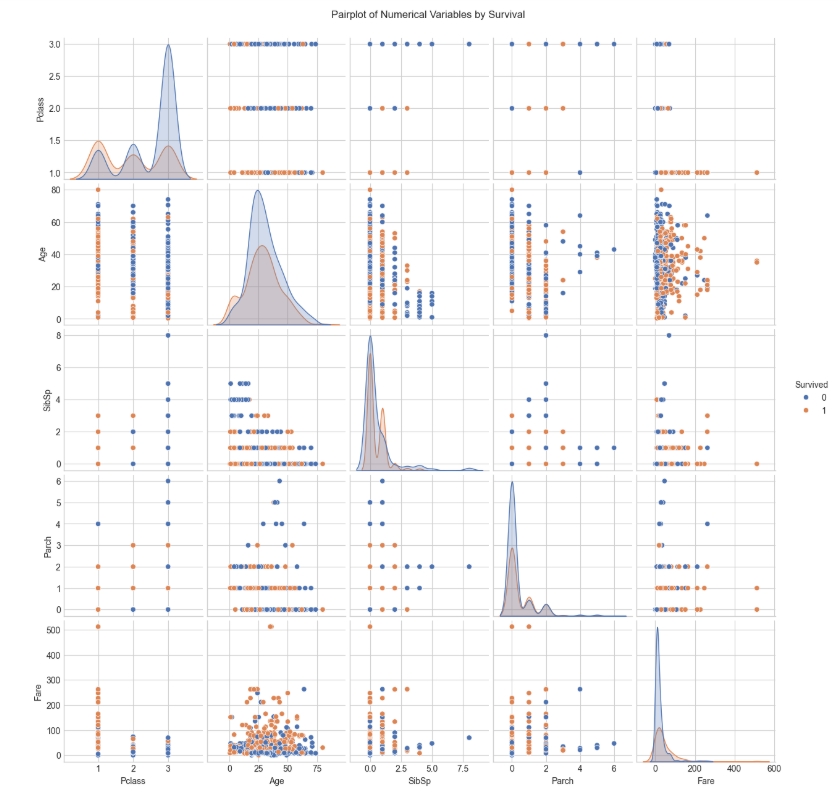 Pairplot of Numerical Variables by Survival
3.0
2.5
2.0
1.5
1.0
Pclass
80
60
40
20
0
Age
8
6
4
2
0
SibSp
Survived
0
1
6
5
4
3
2
1
0
Parch
500
400
300
200
100
0
Fare
1 2 3
0 25 50 75
0.0 2.5 5.0 7.5
0 2 4 6
0 200 400 600
Pclass Age SibSp Parch Fare